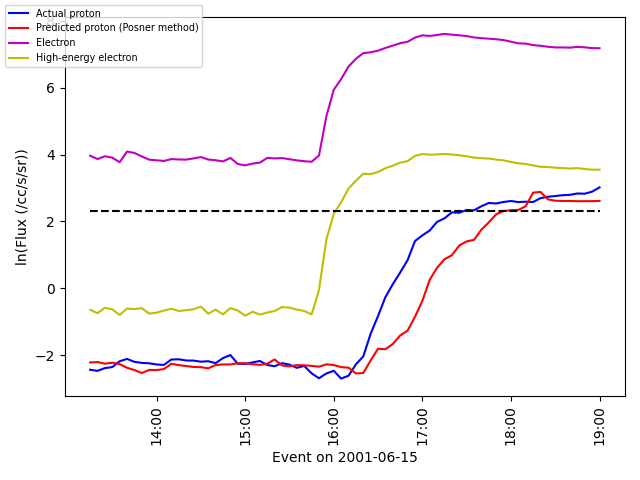 Actual proton
Predicted proton (Posner method)
Electron
High-energy electron
8
6
4
2
0
−2
ln(Flux (/cc/s/sr))
14:00
15:00
16:00
17:00
18:00
19:00
Event on 2001-06-15